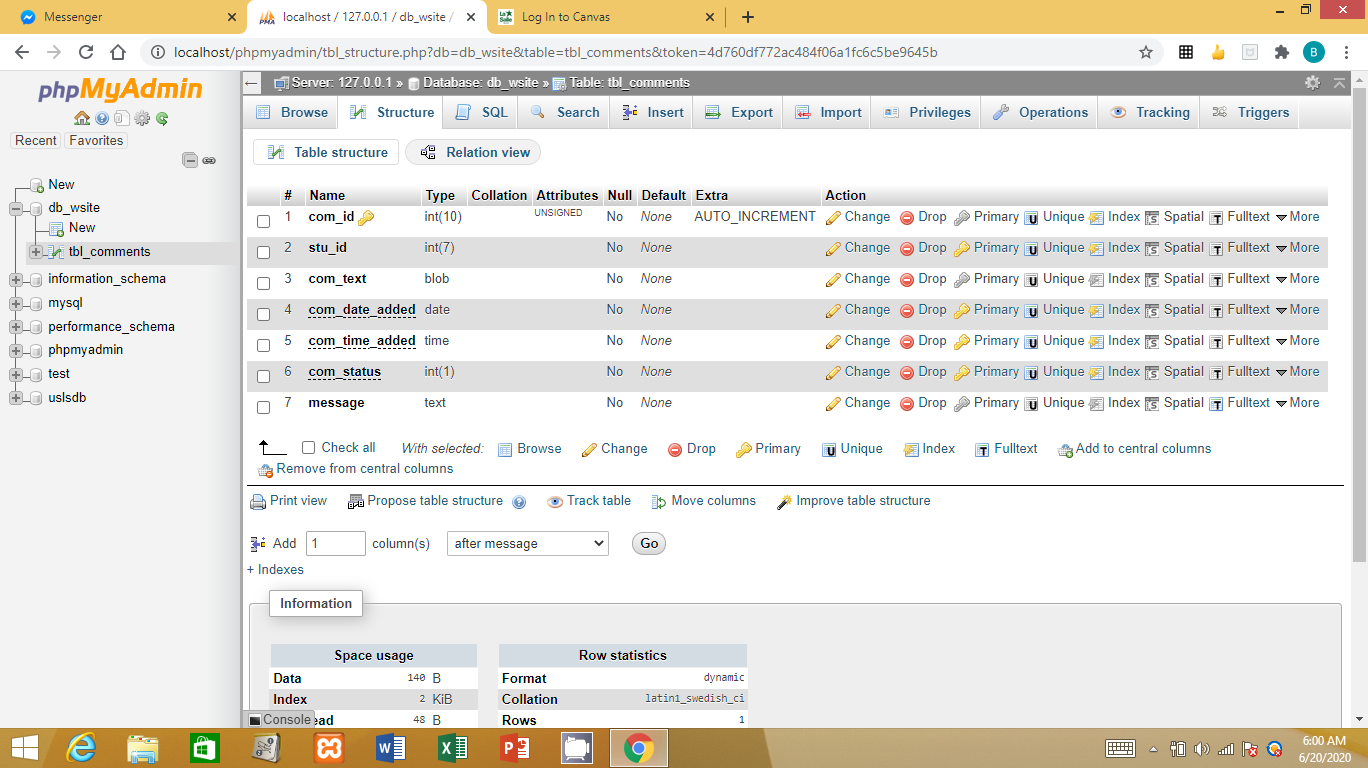 Messenger
localhost / 127.0.0.1 / db_wsite /
Log In to Canvas
localhost/phpmyadmin/tbl_structure.php?db=db_wsite&table=tbl_comments&token=4d760df772ac484f06a1fc6c5be9645b
B
phpMyAdmin
Recent Favorites
New
db_wsite
New
tbl_comments
information_schema
mysql
performance_schema
phpmyadmin
test
uslsdb
Server: 127.0.0.1 » Database: db_wsite » Table: tbl_comments
Browse Structure SQL Search Insert Export Import Privileges Operations Tracking Triggers
Table structure Relation view
# Name Type Collation Attributes Null Default Extra Action
1 com_id int(10) UNSIGNED No None AUTO_INCREMENT Change Drop Primary Unique Index Spatial Fulltext More
2 stu_id int(7) No None Change Drop Primary Unique Index Spatial Fulltext More
3 com_text blob No None Change Drop Primary Unique Index Spatial Fulltext More
4 com_date_added date No None Change Drop Primary Unique Index Spatial Fulltext More
5 com_time_added time No None Change Drop Primary Unique Index Spatial Fulltext More
6 com_status int(1) No None Change Drop Primary Unique Index Spatial Fulltext More
7 message text No None Change Drop Primary Unique Index Spatial Fulltext More
Check all With selected: Browse Change Drop Primary Unique Index Fulltext Add to central columns
Remove from central columns
Print view Propose table structure Track table Move columns Improve table structure
Add 1 column(s) after message Go
+ Indexes
Information
Space usage
Data 140 B
Index 2 KiB
ead 48 B
Row statistics
Format dynamic
Collation latin1_swedish_ci
Rows 1
Console
6:00 AM
6/20/2020